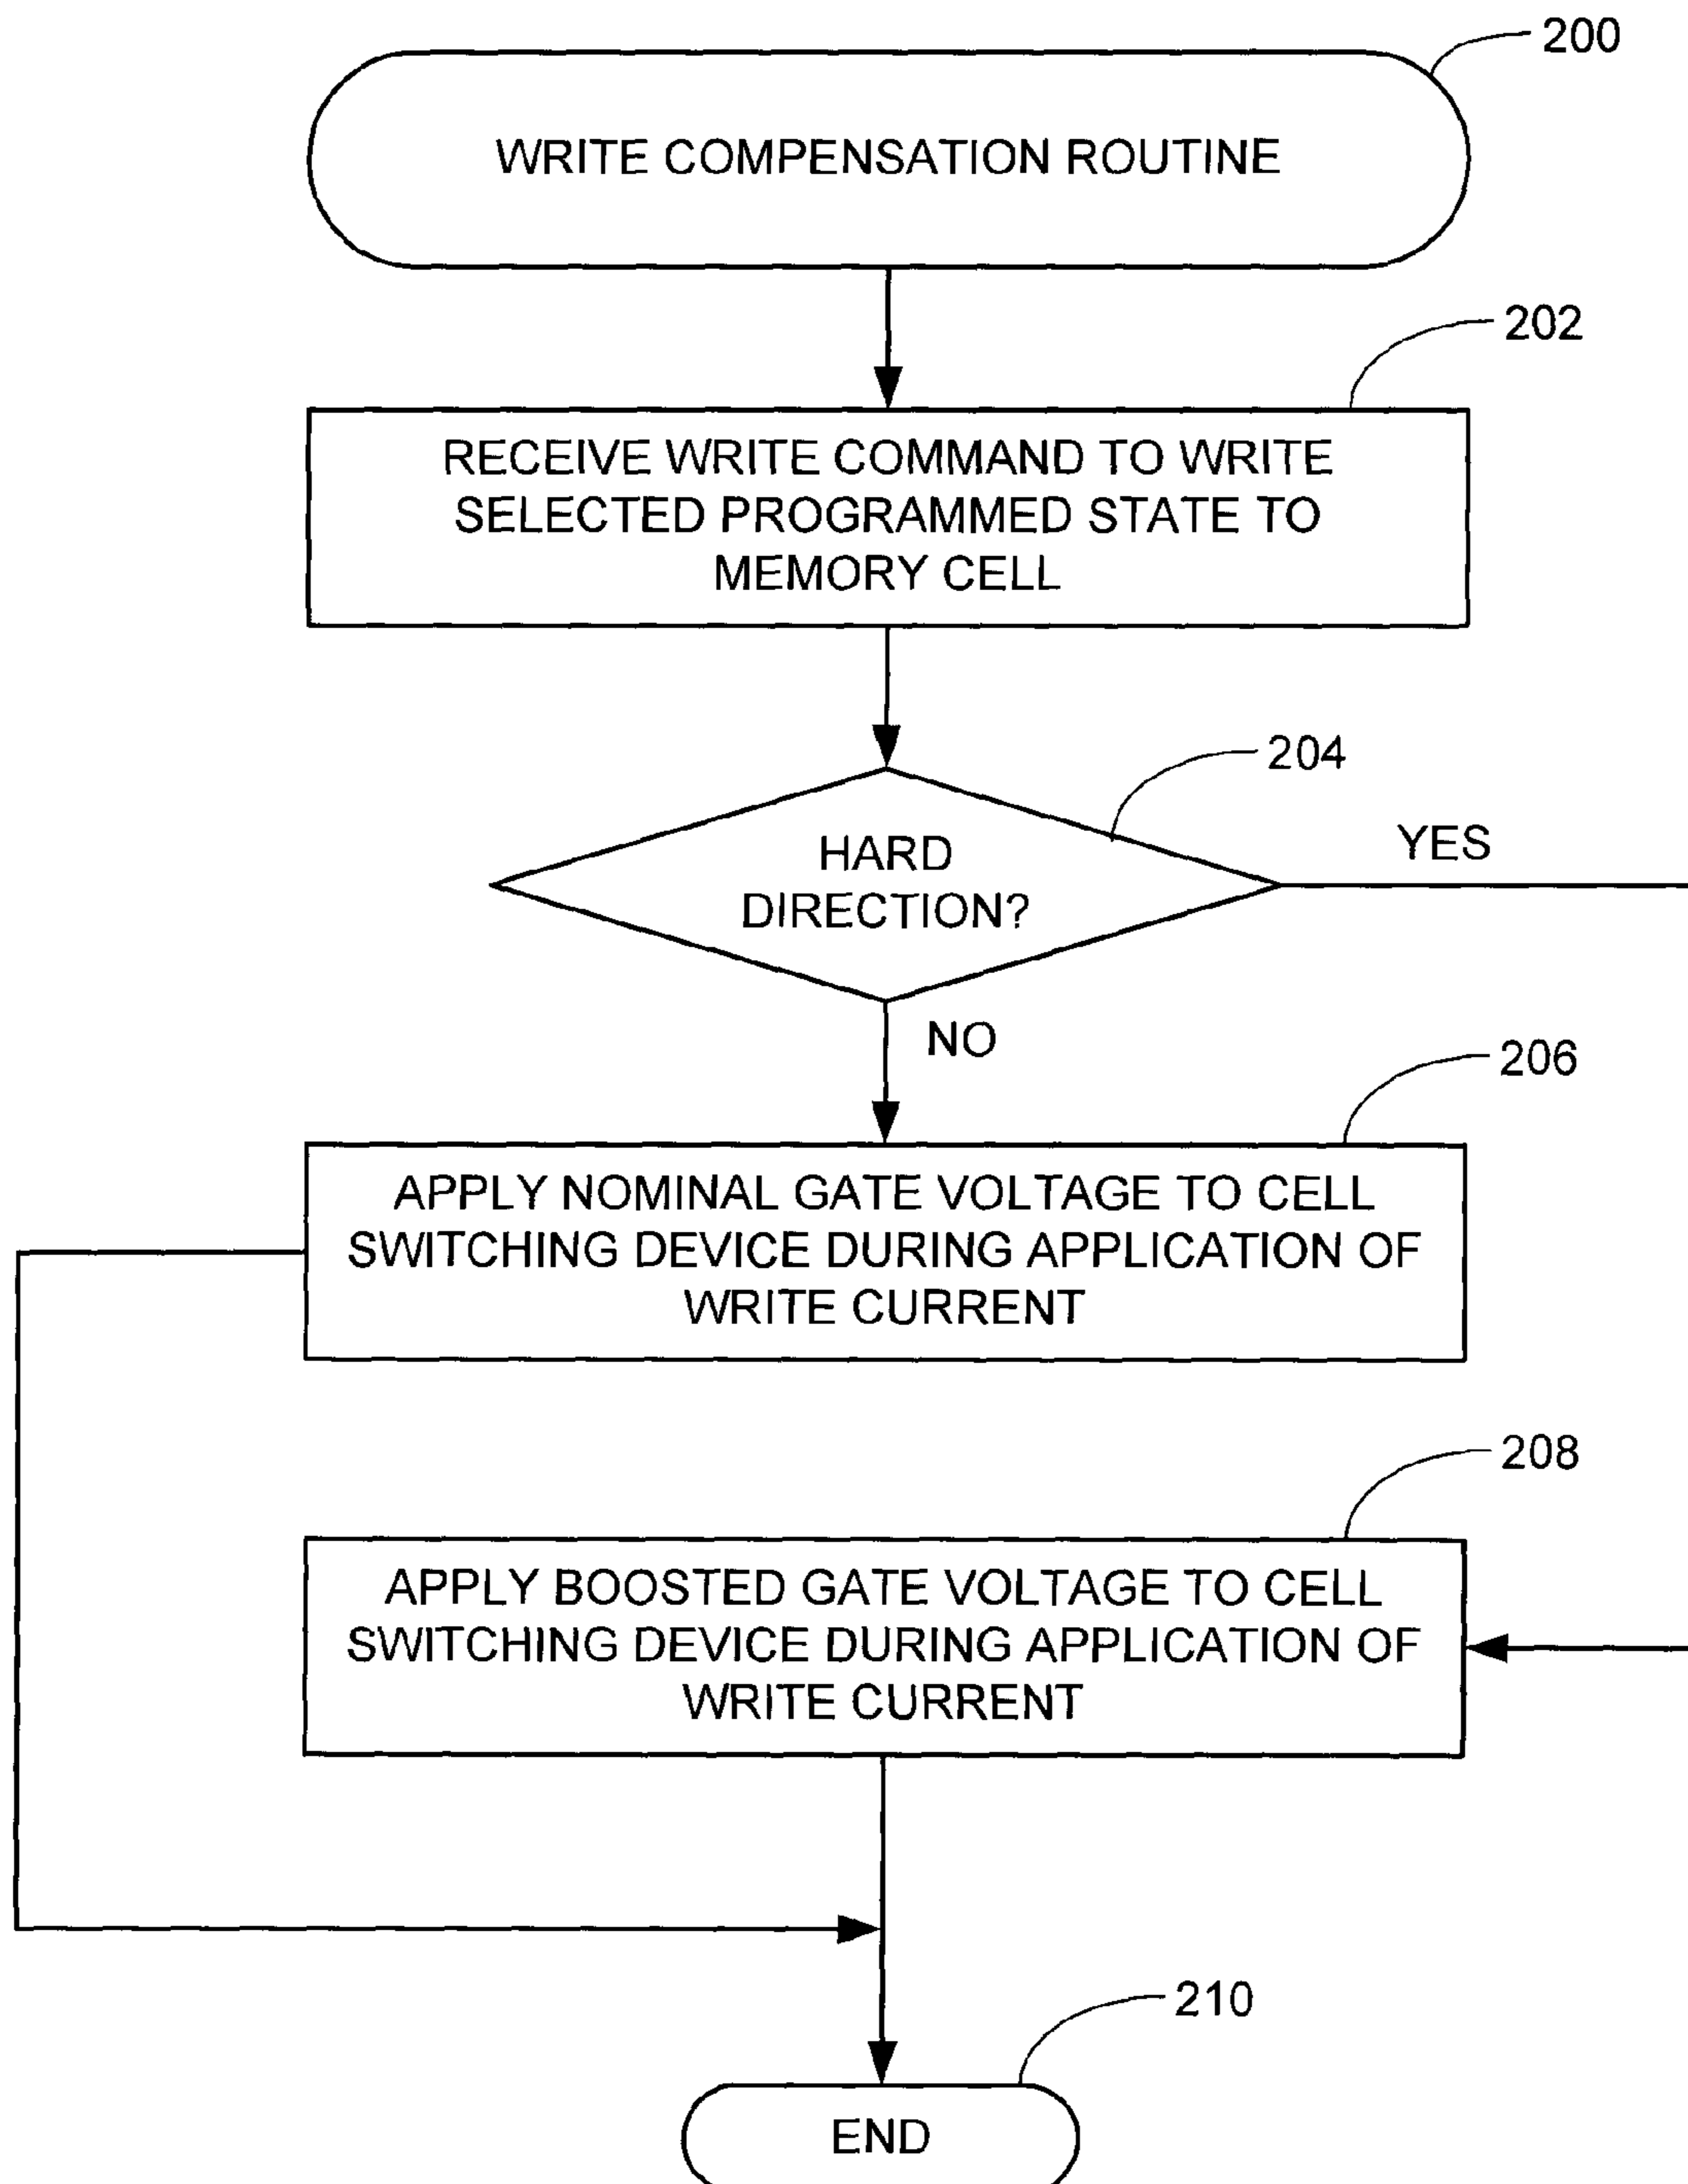 200
WRITE COMPENSATION ROUTINE
202
RECEIVE WRITE COMMAND TO WRITE
SELECTED PROGRAMMED STATE TO
MEMORY CELL
204
HARD
DIRECTION?
YES
NO
206
APPLY NOMINAL GATE VOLTAGE TO CELL
SWITCHING DEVICE DURING APPLICATION OF
WRITE CURRENT
208
APPLY BOOSTED GATE VOLTAGE TO CELL
SWITCHING DEVICE DURING APPLICATION OF
WRITE CURRENT
210
END